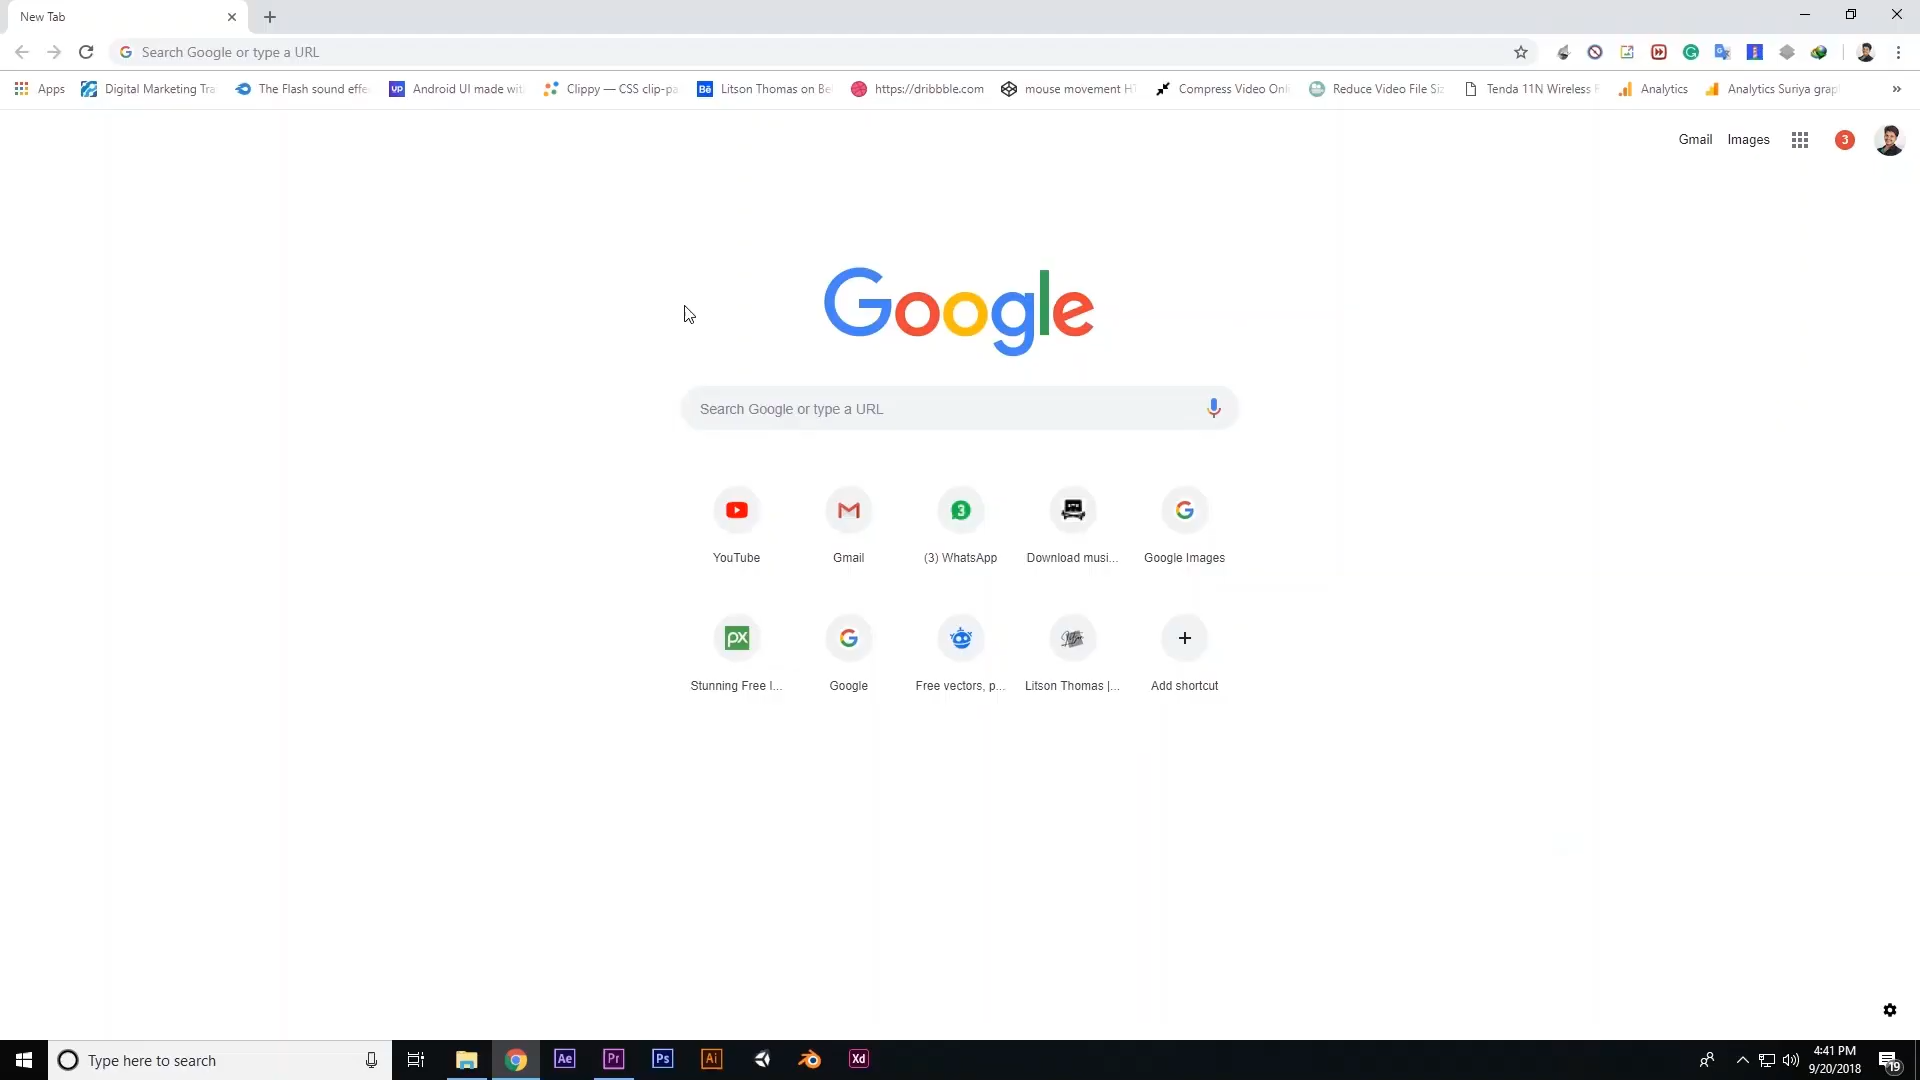 New Tab
Search Google or type a URL
Apps
Digital Marketing Tra
The Flash sound effe
Android UI made wit
Clippy — CSS clip-pa
Litson Thomas on Be
https://dribbble.com
mouse movement H
Compress Video Onl
Reduce Video File Siz
Tenda 11N Wireless
Analytics
Analytics Suriya grap
»
Gmail
Images
3
Google
Search Google or type a URL
3
YouTube
Gmail
(3) WhatsApp
Download musi...
Google Images
px
Stunning Free I...
Google
Free vectors, p...
Litson Thomas |...
Add shortcut
Type here to search
Ae
Pr
Ps
Ai
Xd
4:41 PM
9/20/2018
19